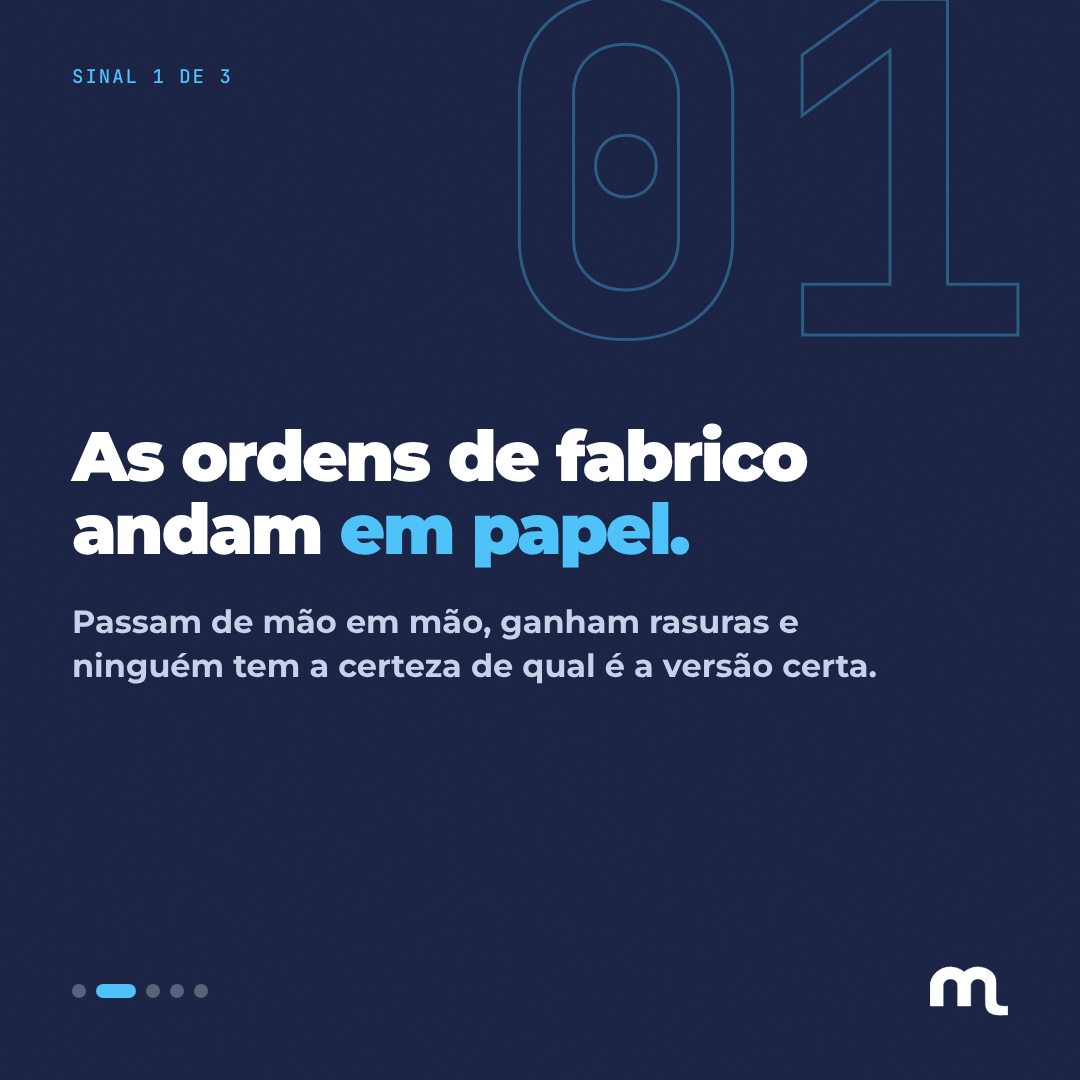 SINAL 1 DE 3
01
As ordens de fabrico
andam em papel.
Passam de mão em mão, ganham rasuras e
ninguém tem a certeza de qual é a versão certa.
m